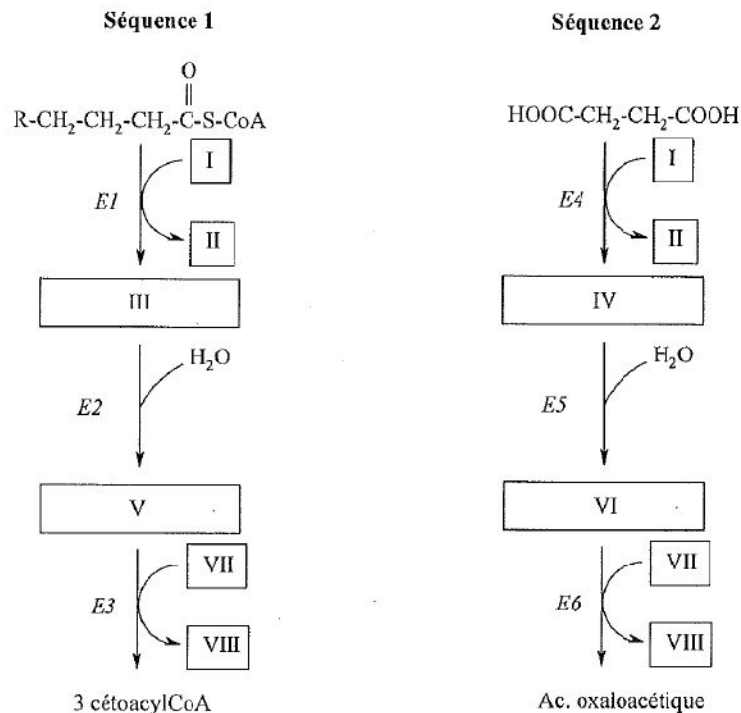 Séquence 1
O
R-CH₂-CH₂-CH₂-C-S-CoA
I
E1
II
III
H₂O
E2
V
VII
E3
VIII
3 cétoacylCoA
Séquence 2
HOOC-CH₂-CH₂-COOH
I
E4
II
IV
H₂O
E5
VI
VII
E6
VIII
Ac. oxaloacétique